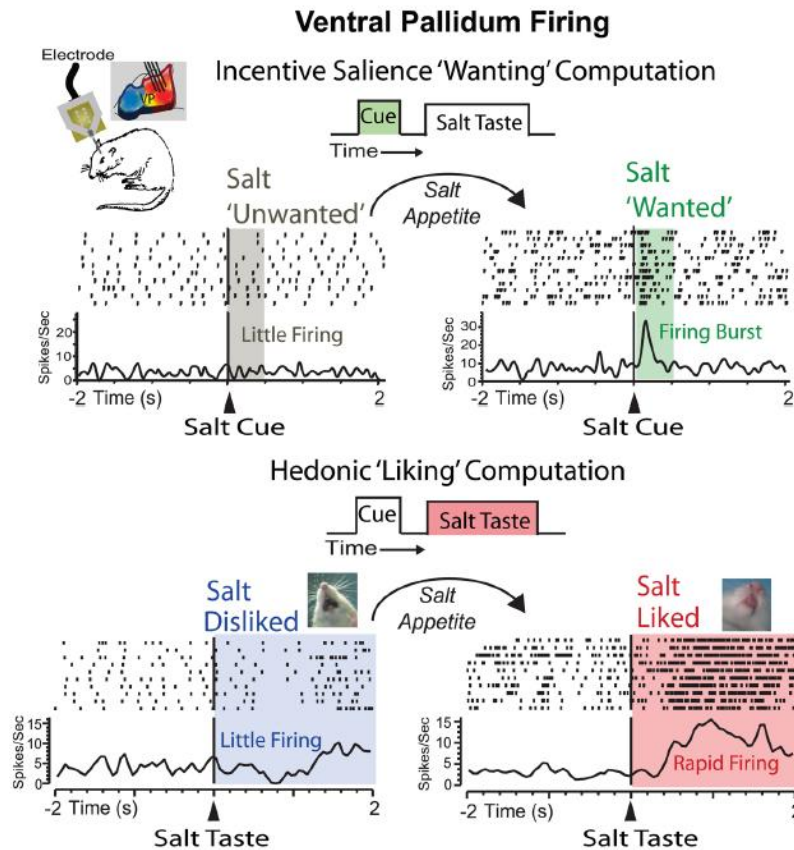 Ventral Pallidum Firing
Electrode
VP
Incentive Salience 'Wanting' Computation
Cue
Salt Taste
Time
Salt
'Unwanted'
Salt
Appetite
Salt
'Wanted'
Spikes/Sec
20
10
0
Little Firing
-2 Time (s)
2
Salt Cue
Spikes/Sec
30
20
10
0
Firing Burst
-2 Time (s)
2
Salt Cue
Hedonic 'Liking' Computation
Cue
Salt Taste
Time
Salt
Disliked
Salt
Appetite
Salt
Liked
Spikes/Sec
15
10
5
0
Little Firing
-2 Time (s)
2
Salt Taste
Spikes/Sec
15
10
5
0
Rapid Firing
-2 Time (s)
2
Salt Taste